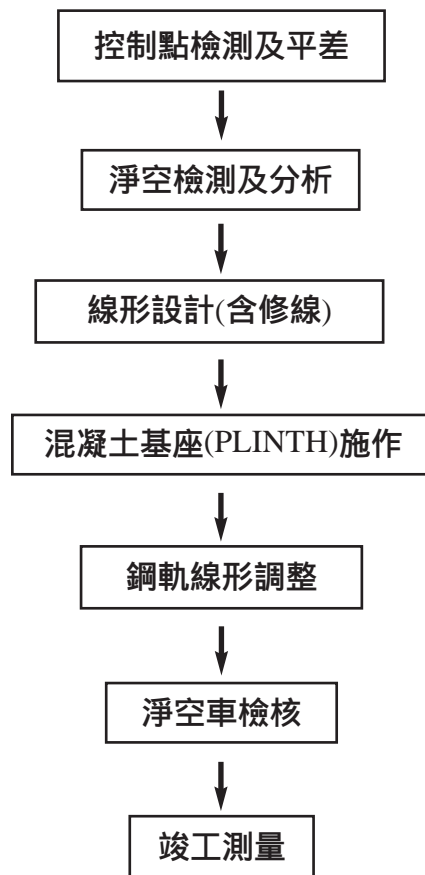 控制點檢測及平差
淨空檢測及分析
線形設計(含修線)
混凝土基座(PLINTH)施作
鋼軌線形調整
淨空車檢核
竣工測量